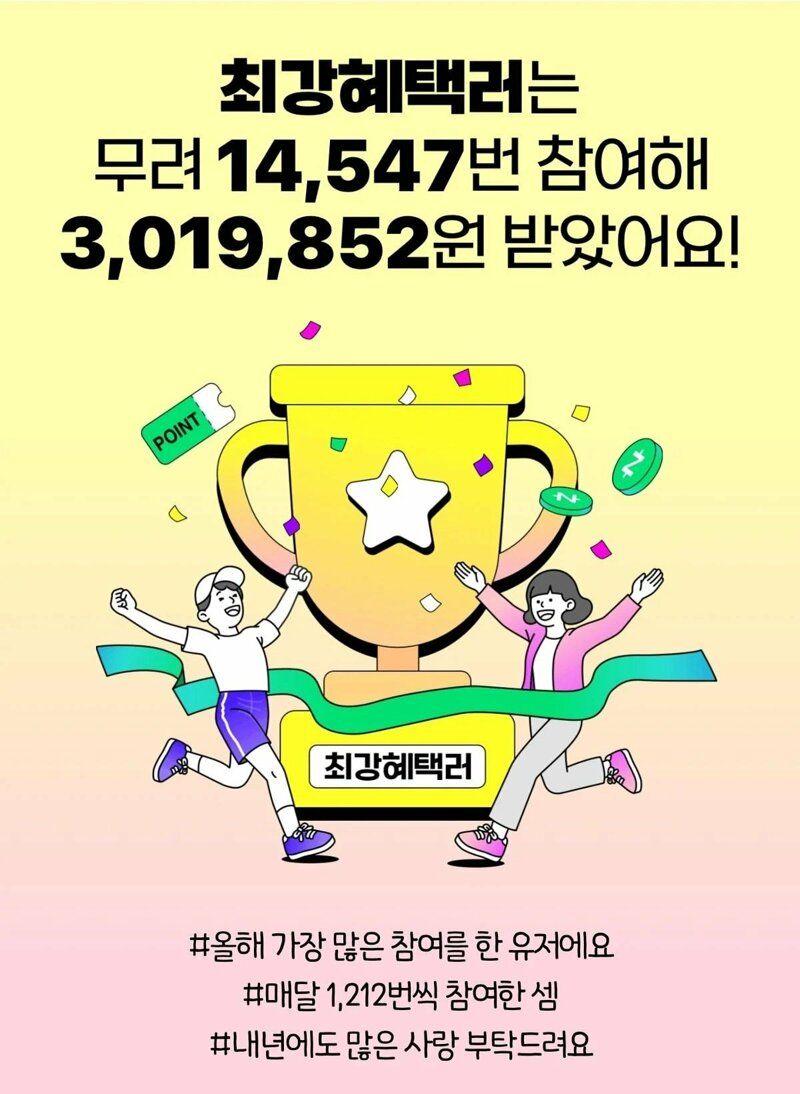 최강혜택러는
무려 14,547번 참여해
3,019,852원 받았어요!
POINT
최강혜택러
#올해 가장 많은 참여를 한 유저에요
#매달 1,212번씩 참여한 셈
#내년에도 많은 사랑 부탁드려요